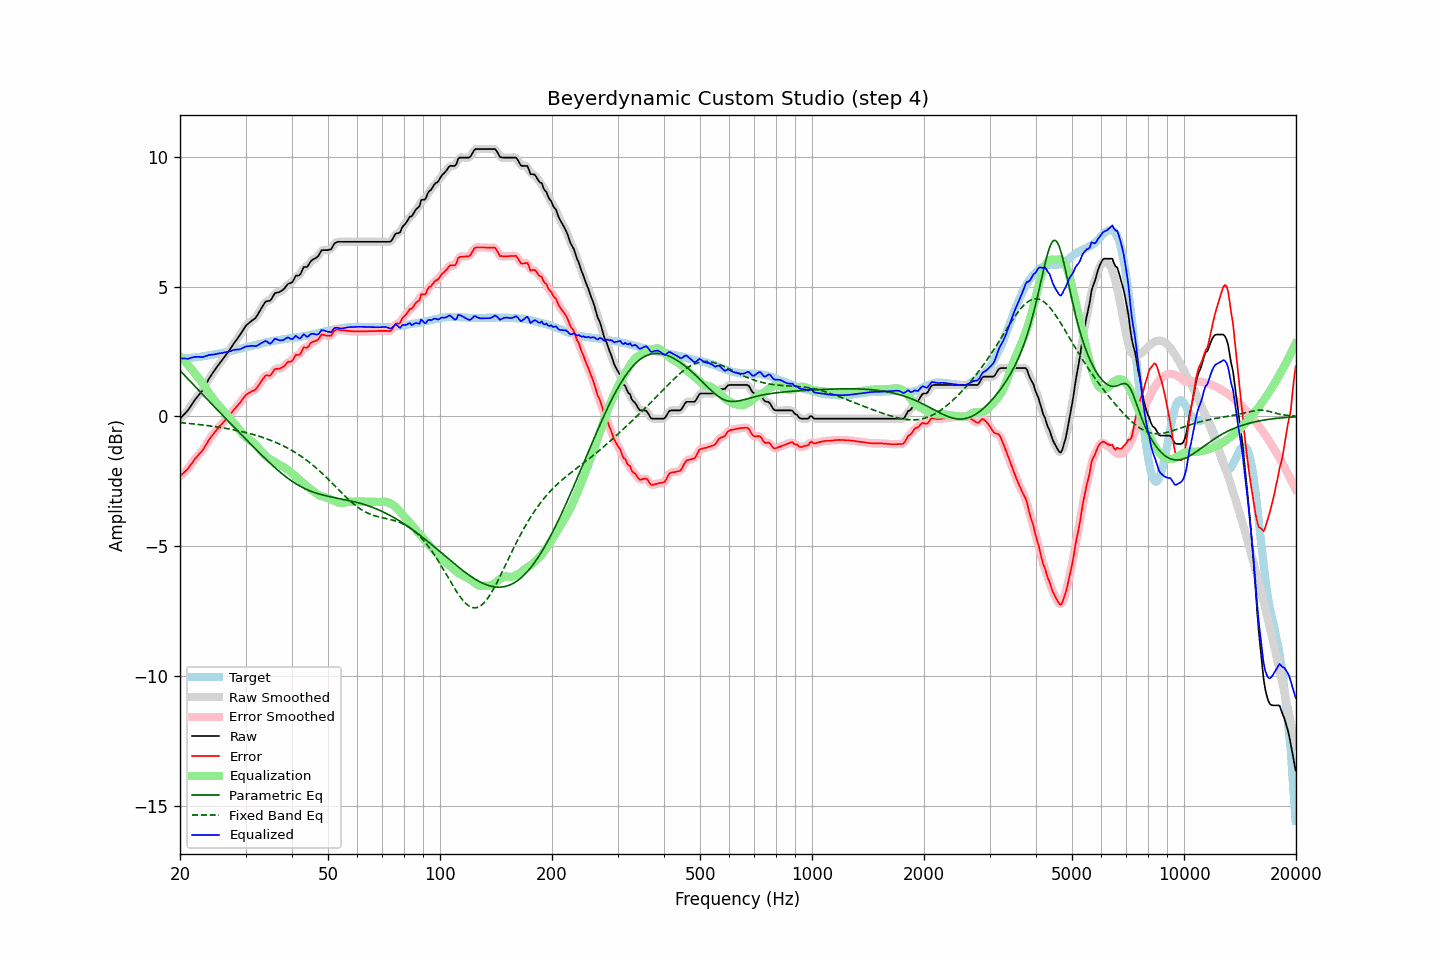 Beyerdynamic Custom Studio (step 4)
10
5
0
−5
−10
−15
Amplitude (dBr)
Target
Raw Smoothed
Error Smoothed
Raw
Error
Equalization
Parametric Eq
Fixed Band Eq
Equalized
20 50 100 200 500 1000 2000 5000 10000 20000
Frequency (Hz)